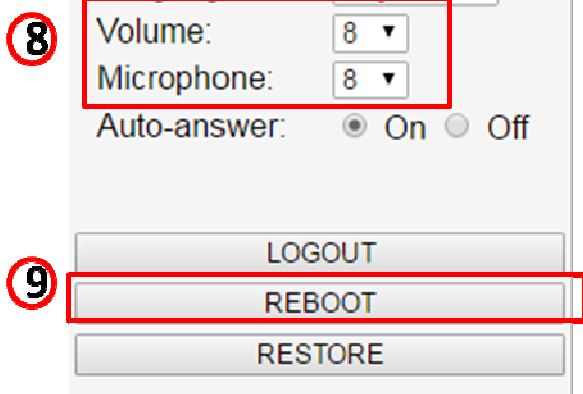 8 Volume: 8
Microphone: 8
Auto-answer: On Off
LOGOUT
9 REBOOT
RESTORE